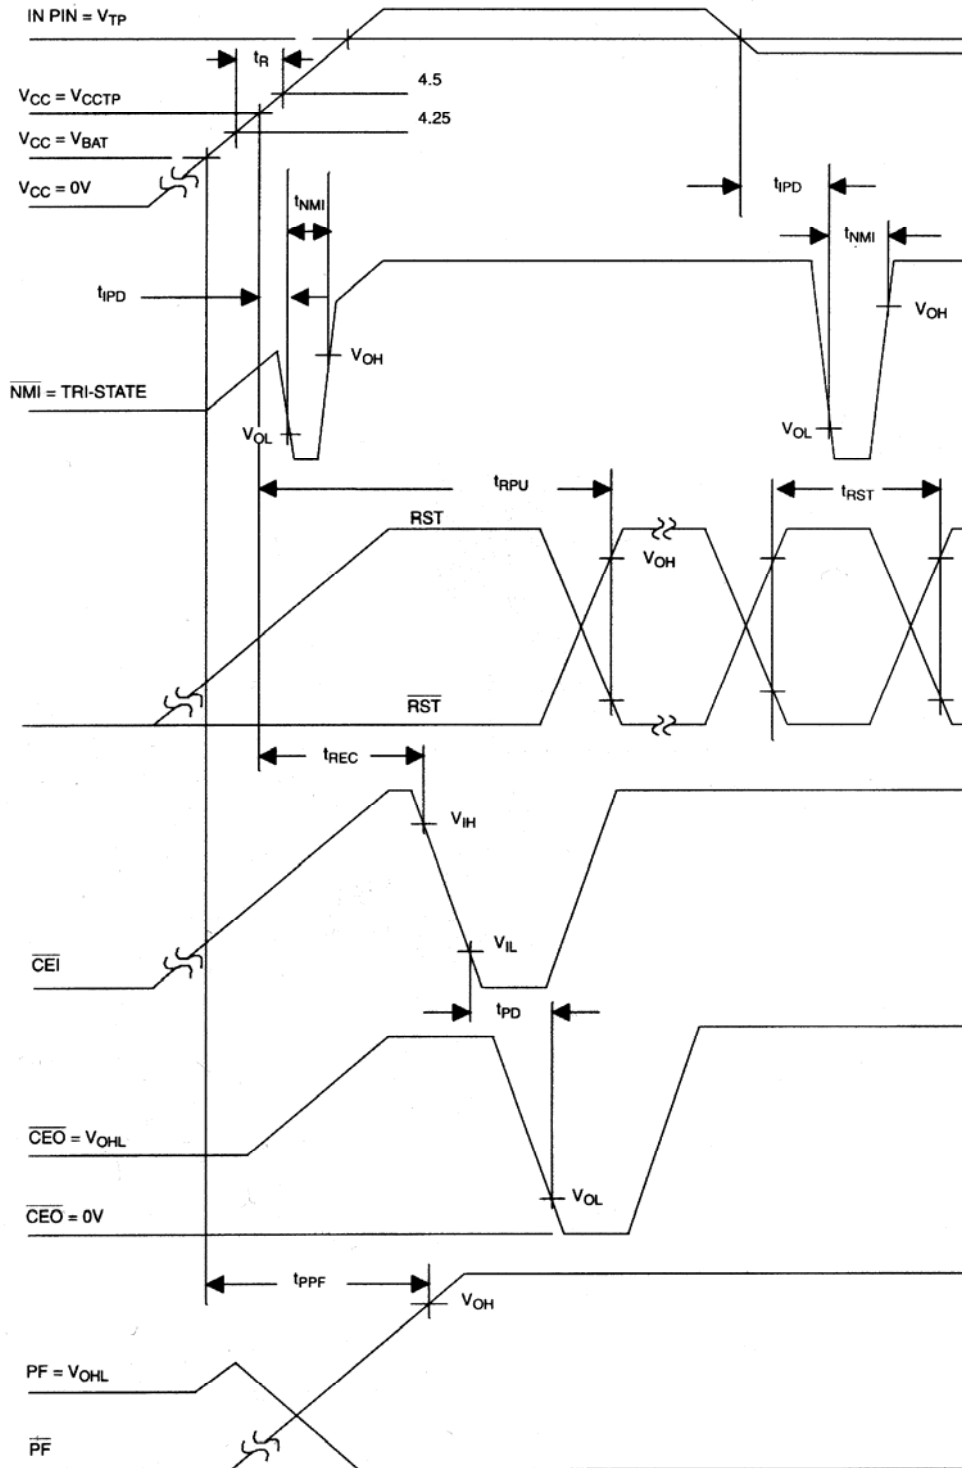 IN PIN = VTP
tR
4.5
VCC = VCCTP
4.25
VCC = VBAT
VCC = 0V
tIPD
tNMI
tNMI
tIPD
VOH
VOH
NMI = TRI-STATE
VOL
VOL
tRPU
tRST
RST
VOH
RST
tREC
VIH
VIL
CEI
tPD
CEO = VOHL
VOL
CEO = 0V
tPPF
VOH
PF = VOHL
PF